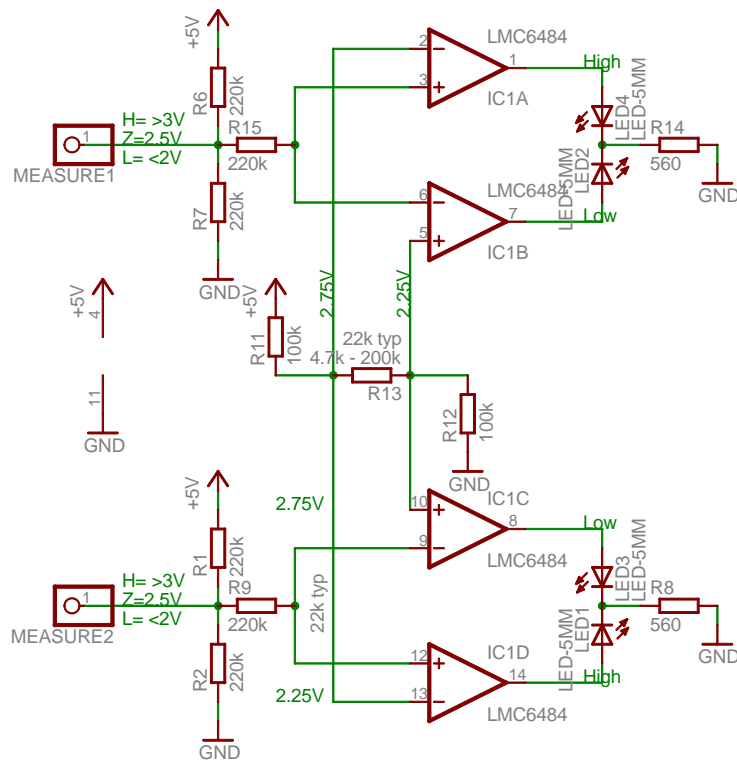 +5V
LMC6484
2
1
High
3
IC1A
R6
220k
H= >3V
Z=2.5V
L= <2V
1
MEASURE1
R15
220k
R7
220k
GND
LED4
LED-5MM
R14
560
GND
LED-5MM
LED2
LMC6484
6
7
Low
5
IC1B
+5V
4
11
GND
+5V
2.75V
2.25V
R11
100k
22k typ
4.7k - 200k
R13
R12
100k
GND
+5V
2.75V
IC1C
10
8
Low
9
LMC6484
R1
220k
H= >3V
Z=2.5V
L= <2V
1
MEASURE2
R9
220k
22k typ
R2
220k
GND
LED3
LED-5MM
R8
560
GND
LED-5MM
LED1
12
IC1D
14
High
13
2.25V
LMC6484